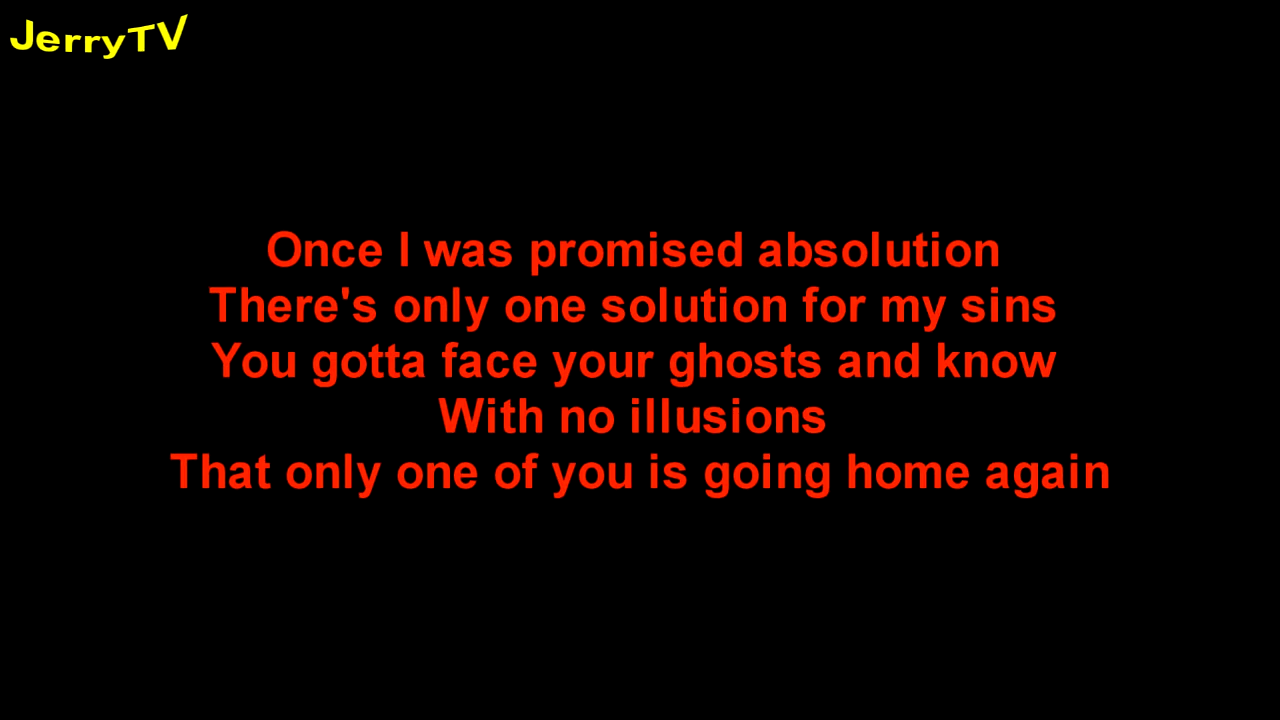 JerryTV
Once I was promised absolution
There's only one solution for my sins
You gotta face your ghosts and know
With no illusions
That only one of you is going home again